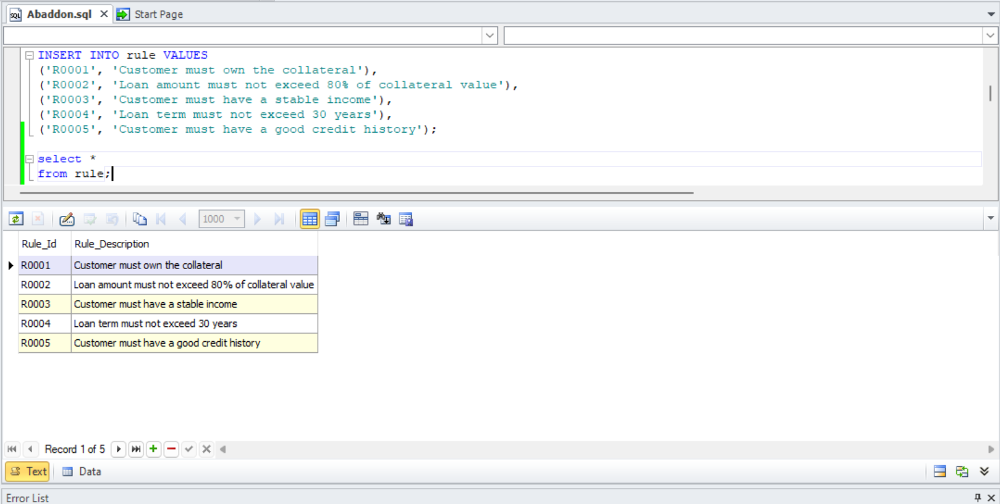 Abaddon.sql
Start Page
INSERT INTO rule VALUES
('R0001', 'Customer must own the collateral'),
('R0002', 'Loan amount must not exceed 80% of collateral value'),
('R0003', 'Customer must have a stable income'),
('R0004', 'Loan term must not exceed 30 years'),
('R0005', 'Customer must have a good credit history');
select *
from rule;
1000
Rule_Id Rule_Description
R0001 Customer must own the collateral
R0002 Loan amount must not exceed 80% of collateral value
R0003 Customer must have a stable income
R0004 Loan term must not exceed 30 years
R0005 Customer must have a good credit history
Record 1 of 5
Text Data
Error List